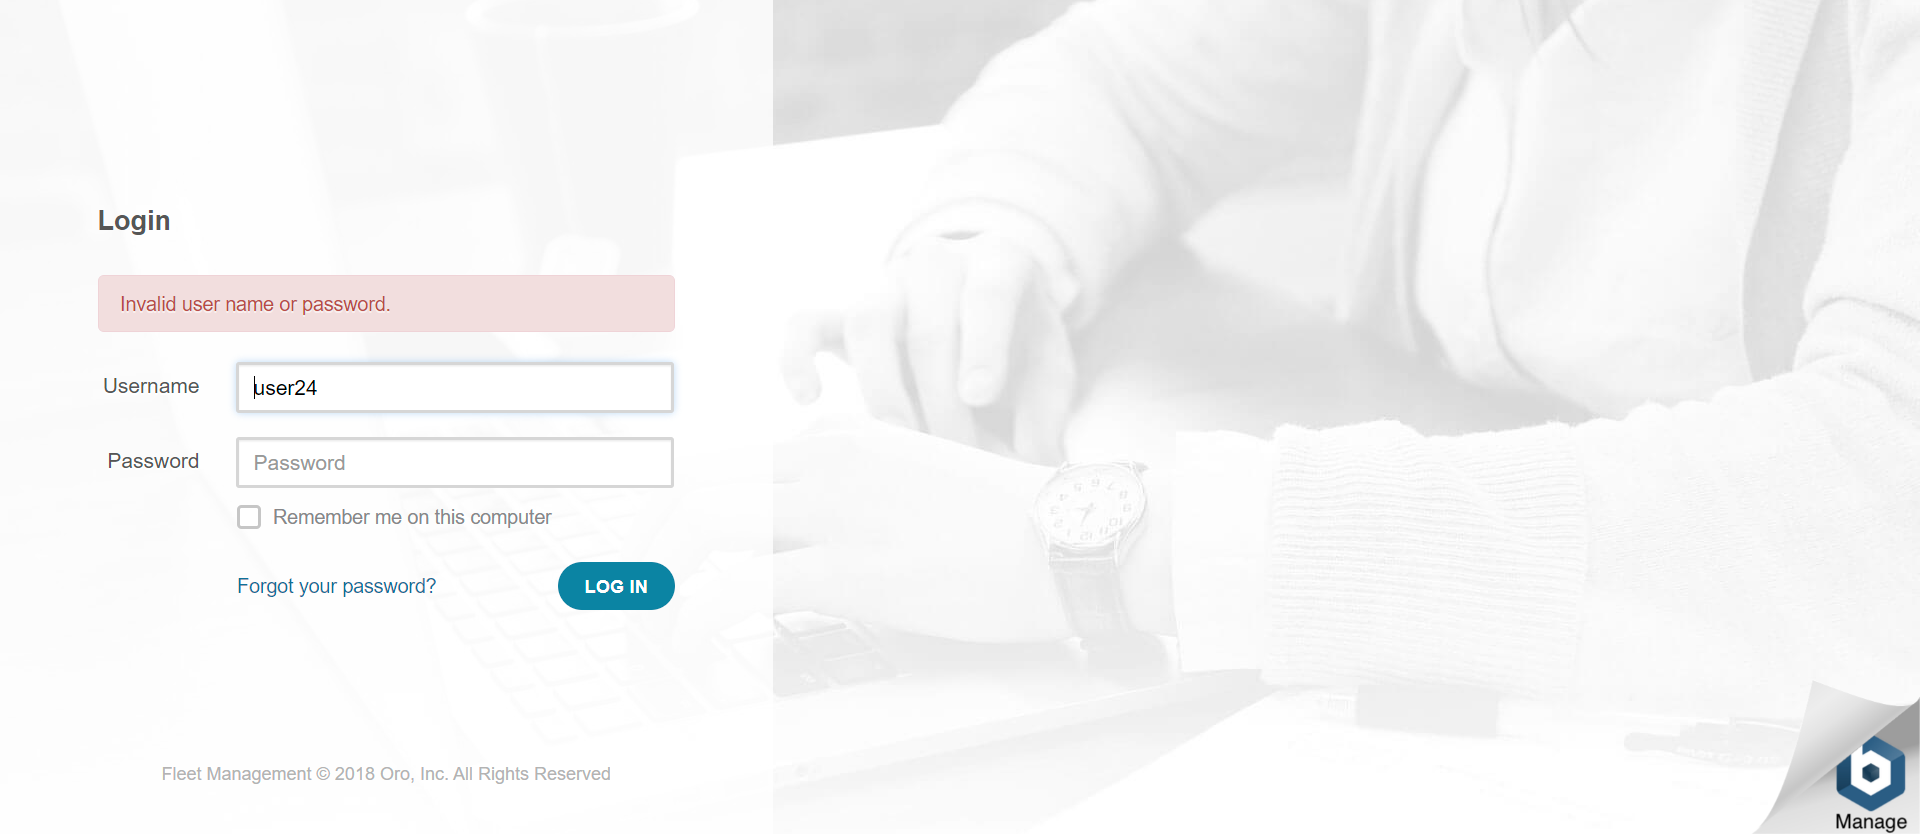 Login
Invalid user name or password.
Username
user24
Password
Password
Remember me on this computer
Forgot your password?
LOG IN
Fleet Management © 2018 Oro, Inc. All Rights Reserved
Manage